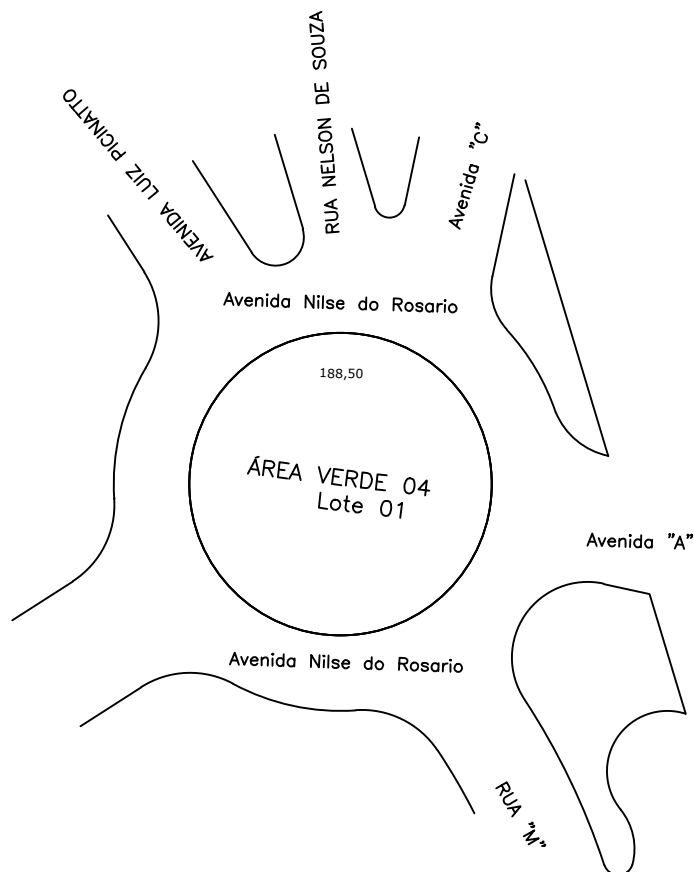 AVENIDA LUIZ PICINATTO
RUA NELSON DE SOUZA
Avenida "C"
Avenida Nilse do Rosario
188,50
ÁREA VERDE 04
Lote 01
Avenida "A"
Avenida Nilse do Rosario
RUA "M"